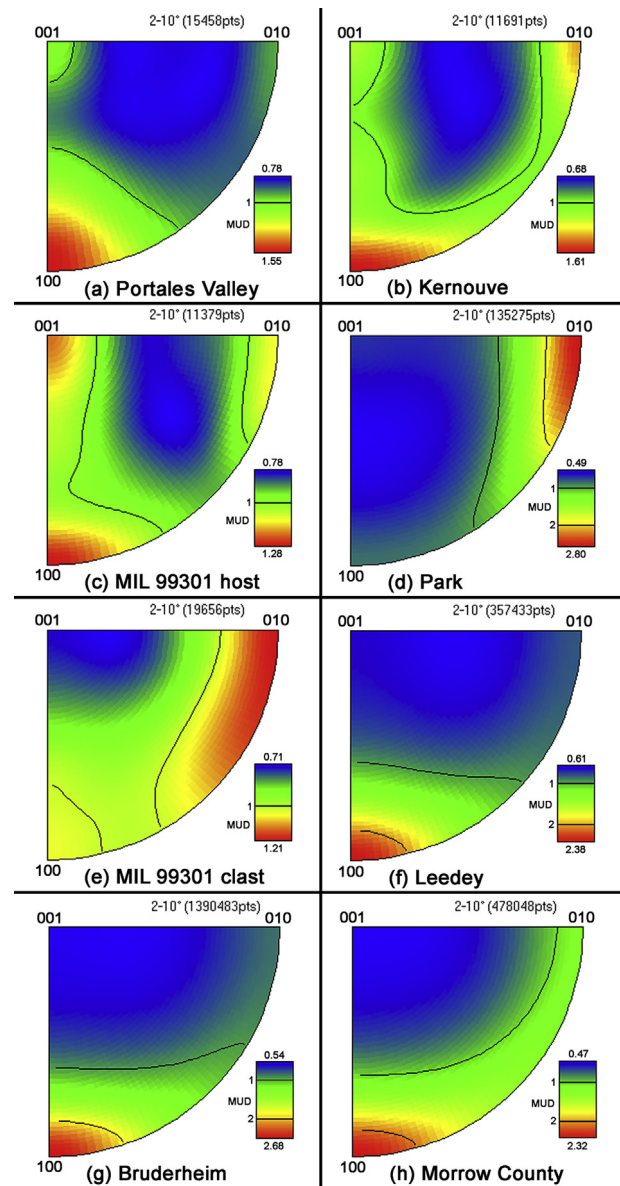 2-10° (15458pts)
001 010
0.78
1
MUD
1.55
100
(a) Portales Valley
2-10° (11691pts)
001 010
0.68
1
MUD
1.61
100
(b) Kernouve
2-10° (11379pts)
001 010
0.78
1
MUD
1.28
100
(c) MIL 99301 host
2-10° (135275pts)
001 010
0.49
1
MUD
2
2.80
100
(d) Park
2-10° (19656pts)
001 010
0.71
1
MUD
1.21
100
(e) MIL 99301 clast
2-10° (357433pts)
001 010
0.61
1
MUD
2
2.38
100
(f) Leedey
2-10° (1390483pts)
001 010
0.54
1
MUD
2
2.68
100
(g) Bruderheim
2-10° (478048pts)
001 010
0.47
1
MUD
2
2.32
100
(h) Morrow County